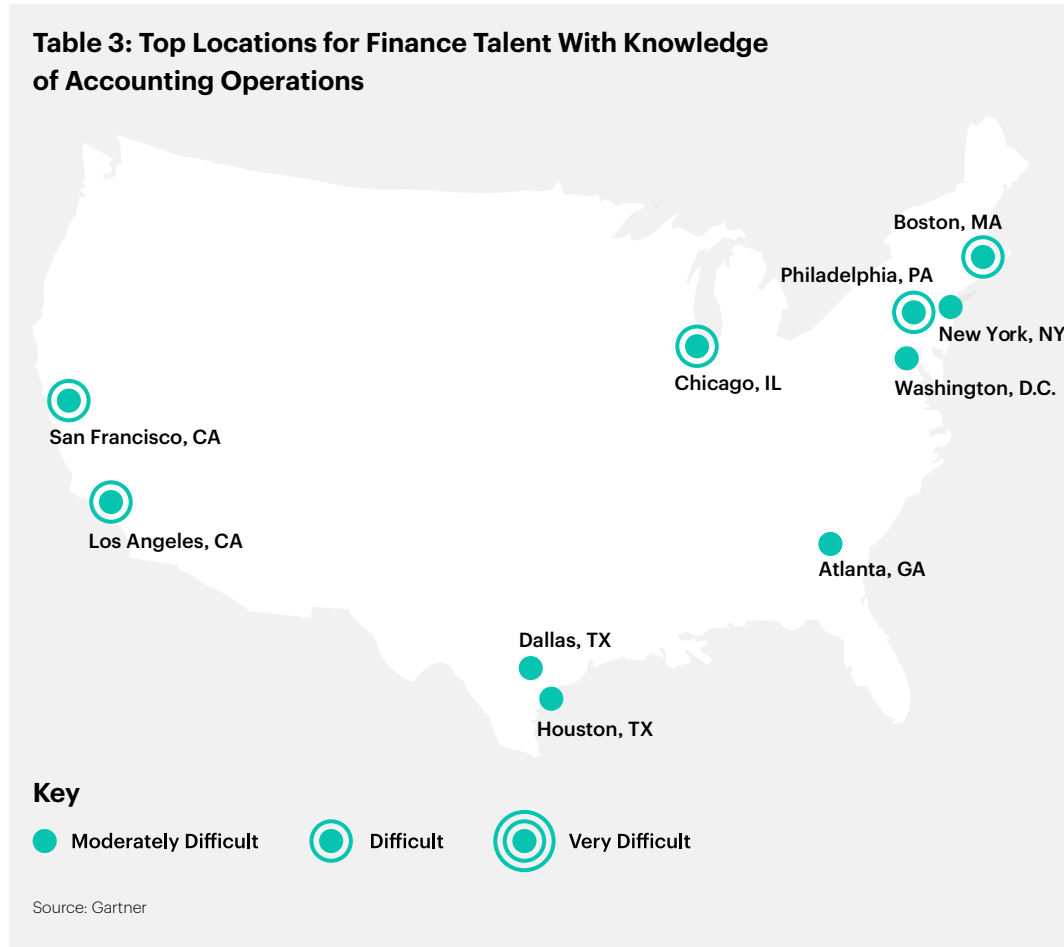 Table 3: Top Locations for Finance Talent With Knowledge
of Accounting Operations
Boston, MA
Philadelphia, PA
New York, NY
Chicago, IL
Washington, D.C.
San Francisco, CA
Los Angeles, CA
Atlanta, GA
Dallas, TX
Houston, TX
Key
Moderately Difficult
Difficult
Very Difficult
Source: Gartner